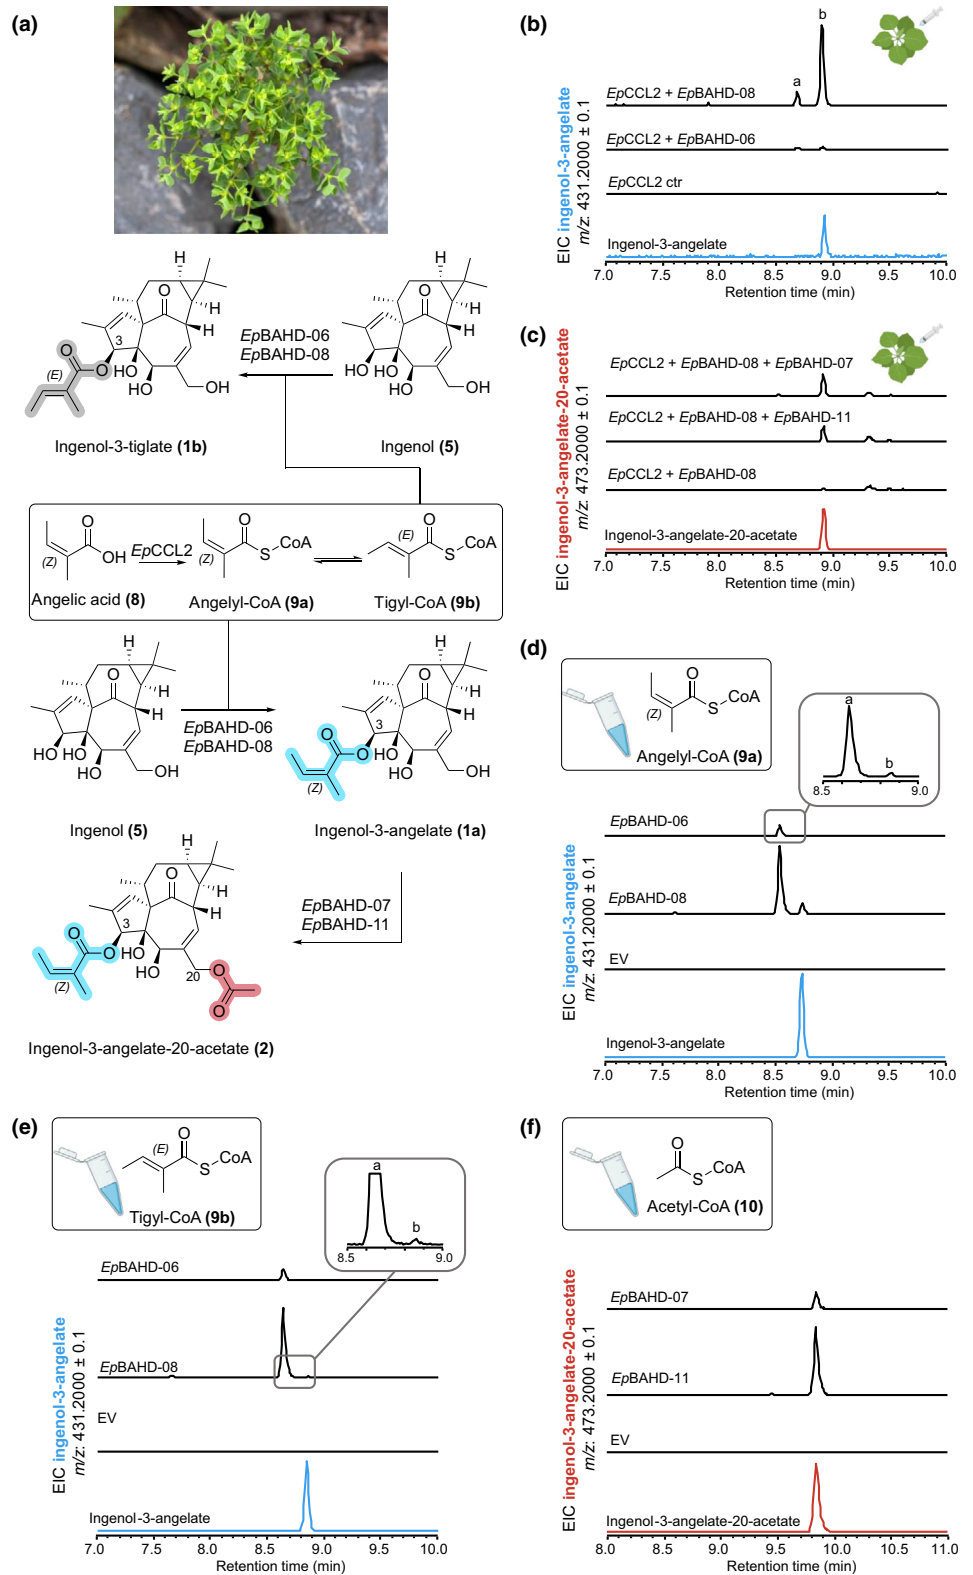 (a)
H
O
H
H
3
O
O
(E)
HO
HO
OH
Ingenol-3-tiglate (1b)
EpBAHD-06
EpBAHD-08
H
O
H
H
HO
HO
HO
OH
Ingenol (5)
O
OH
(Z)
Angelic acid (8)
EpCCL2
O
S
CoA
(Z)
Angelyl-CoA (9a)
(E)
O
S
CoA
Tigyl-CoA (9b)
H
O
H
H
HO
HO
HO
OH
Ingenol (5)
EpBAHD-06
EpBAHD-08
H
O
H
H
3
O
O
(Z)
HO
HO
OH
Ingenol-3-angelate (1a)
EpBAHD-07
EpBAHD-11
H
O
H
H
3
O
O
(Z)
HO
HO
20
O
O
Ingenol-3-angelate-20-acetate (2)
(b)
EIC ingenol-3-angelate
m/z: 431.2000 ± 0.1
b
a
EpCCL2 + EpBAHD-08
EpCCL2 + EpBAHD-06
EpCCL2 ctr
Ingenol-3-angelate
7.0 7.5 8.0 8.5 9.0 9.5 10.0
Retention time (min)
(c)
EIC ingenol-3-angelate-20-acetate
m/z: 473.2000 ± 0.1
EpCCL2 + EpBAHD-08 + EpBAHD-07
EpCCL2 + EpBAHD-08 + EpBAHD-11
EpCCL2 + EpBAHD-08
Ingenol-3-angelate-20-acetate
7.0 7.5 8.0 8.5 9.0 9.5 10.0
Retention time (min)
(d)
O
S
CoA
(Z)
Angelyl-CoA (9a)
a
b
8.5 9.0
EIC ingenol-3-angelate
m/z: 431.2000 ± 0.1
EpBAHD-06
EpBAHD-08
EV
Ingenol-3-angelate
7.0 7.5 8.0 8.5 9.0 9.5 10.0
Retention time (min)
(e)
(E)
O
S
CoA
Tigyl-CoA (9b)
a
b
8.5 9.0
EIC ingenol-3-angelate
m/z: 431.2000 ± 0.1
EpBAHD-06
EpBAHD-08
EV
Ingenol-3-angelate
7.0 7.5 8.0 8.5 9.0 9.5 10.0
Retention time (min)
(f)
O
S
CoA
Acetyl-CoA (10)
EIC ingenol-3-angelate-20-acetate
m/z: 473.2000 ± 0.1
EpBAHD-07
EpBAHD-11
EV
Ingenol-3-angelate-20-acetate
8.0 8.5 9.0 9.5 10.0 10.5 11.0
Retention time (min)